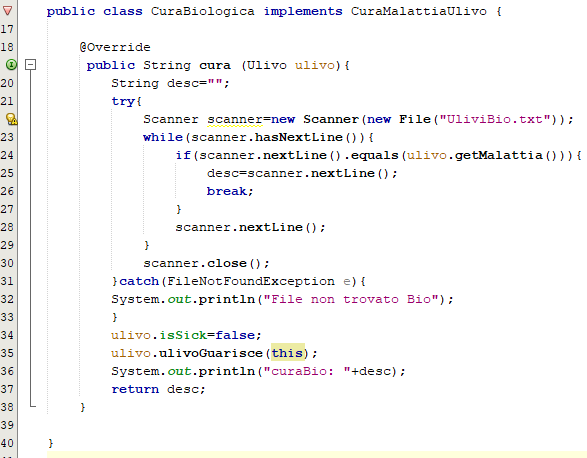 public class CuraBiologica implements CuraMalattiaUlivo {
17
18 @Override
public String cura (Ulivo ulivo){
20 String desc="";
21 try{
Scanner scanner=new Scanner(new File("UliviBio.txt"));
23 while(scanner.hasNextLine()){
24 if(scanner.nextLine().equals(ulivo.getMalattia())){
25 desc=scanner.nextLine();
26 break;
27 }
28 scanner.nextLine();
29 }
30 scanner.close();
31 }catch(FileNotFoundException e){
32 System.out.println("File non trovato Bio");
33 }
34 ulivo.isSick=false;
35 ulivo.ulivoGuarisce(this);
36 System.out.println("curaBio: "+desc);
37 return desc;
38 }
39
40 }